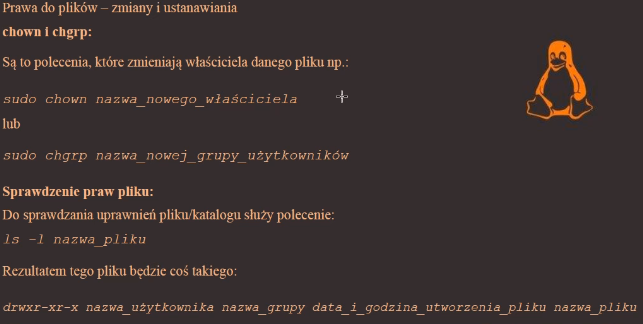 Prawa do plików – zmiany i ustanawiania
chown i chgrp:
Są to polecenia, które zmieniają właściciela danego pliku np.:
sudo chown nazwa_nowego_właściciela
lub
sudo chgrp nazwa_nowej_grupy_użytkowników
Sprawdzenie praw pliku:
Do sprawdzania uprawnień pliku/katalogu służy polecenie:
ls –l nazwa_pliku
Rezultatem tego pliku będzie coś takiego:
drwxr-xr-x nazwa_użytkownika nazwa_grupy data_i_godzina_utworzenia_pliku nazwa_pliku